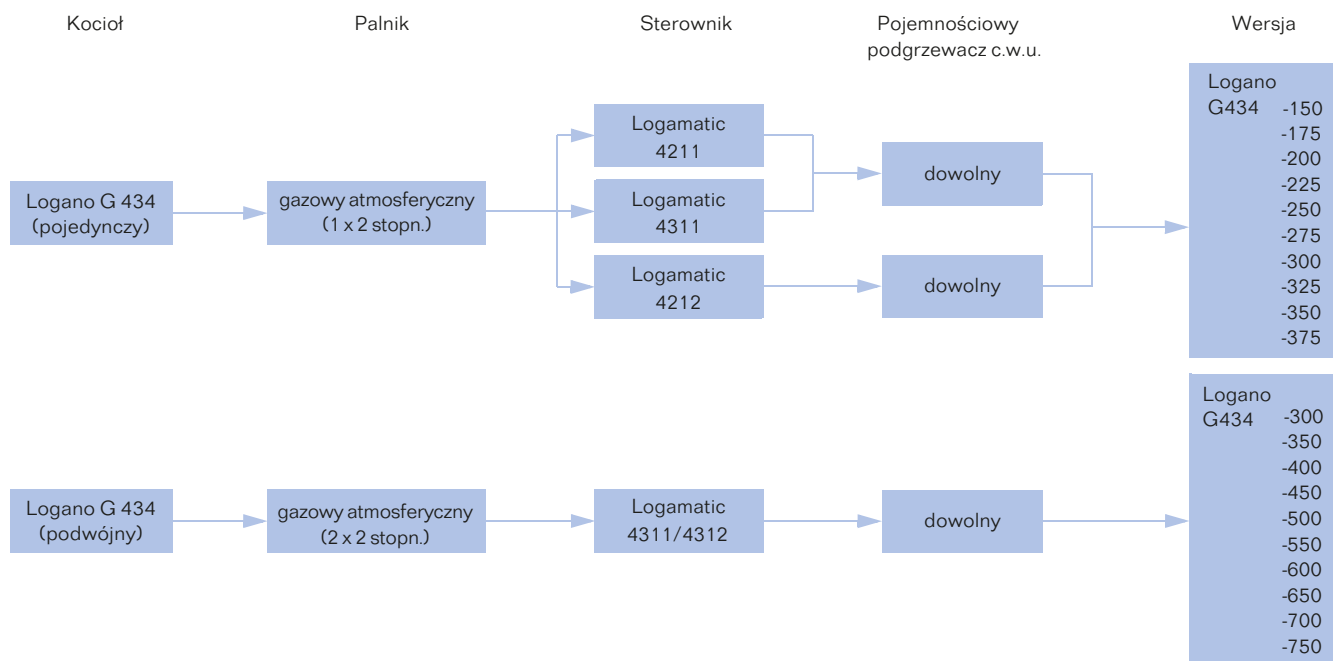 Kocioł
Palnik
Sterownik
Pojemnościowy
podgrzewacz c.w.u.
Wersja
Logano G 434
(pojedynczy)
gazowy atmosferyczny
(1 x 2 stopn.)
Logamatic
4211
Logamatic
4311
Logamatic
4212
dowolny
dowolny
Logano
G434 -150
-175
-200
-225
-250
-275
-300
-325
-350
-375
Logano G 434
(podwójny)
gazowy atmosferyczny
(2 x 2 stopn.)
Logamatic
4311/4312
dowolny
Logano
G434 -300
-350
-400
-450
-500
-550
-600
-650
-700
-750